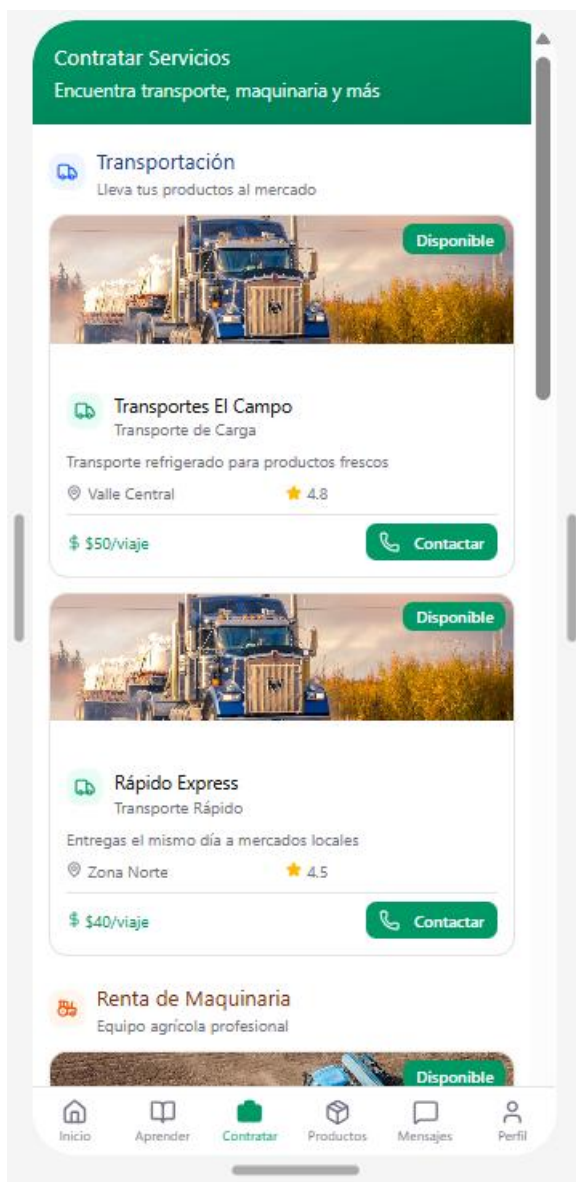 Contratar Servicios
Encuentra transporte, maquinaria y más
Transportación
Lleva tus productos al mercado
Disponible
Transportes El Campo
Transporte de Carga
Transporte refrigerado para productos frescos
Valle Central 4.8
$ $50/viaje Contactar
Disponible
Rápido Express
Transporte Rápido
Entregas el mismo día a mercados locales
Zona Norte 4.5
$ $40/viaje Contactar
Renta de Maquinaria
Equipo agrícola profesional
Disponible
Inicio Aprender Contratar Productos Mensajes Perfil